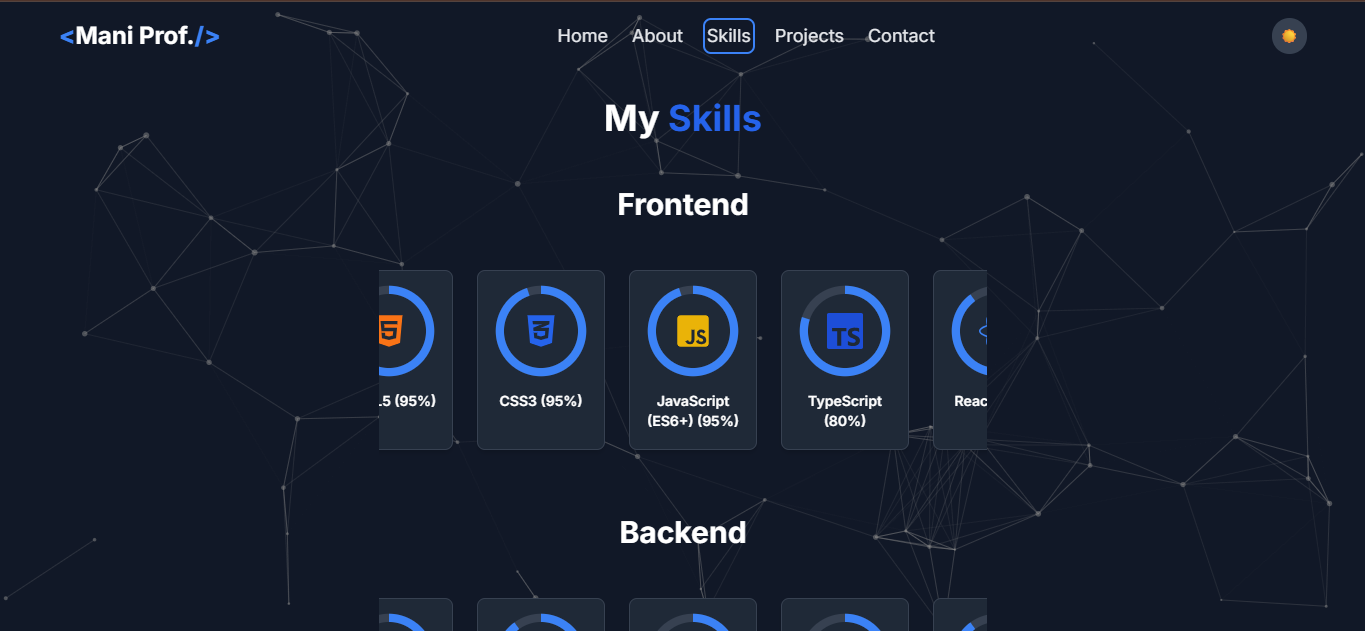 <Mani Prof./>
Home About Skills Projects Contact
My Skills
Frontend
5
JS
TS
.5 (95%)
CSS3 (95%)
JavaScript
(ES6+) (95%)
TypeScript
(80%)
Reac
Backend